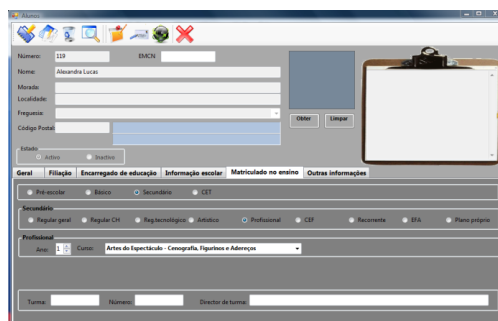 Alunos
Número: 119 EMCN
Nome: Alexandra Lucas
Morada:
Localidade:
Freguesia:
Código Postal:
Obter Limpar
Estado
Activo Inactivo
Geral Filiação Encarregado de educação Informação escolar Matriculado no ensino Outras informações
Pré-escolar Básico Secundário CET
Secundário
Regular geral Regular CH Reg.tecnológico Artístico Profissional CEF Recorrente EFA Plano próprio
Profissional
Ano: 1 Curso: Artes do Espectáculo - Cenografia, Figurinos e Adereços
Turma: Número: Director de turma: